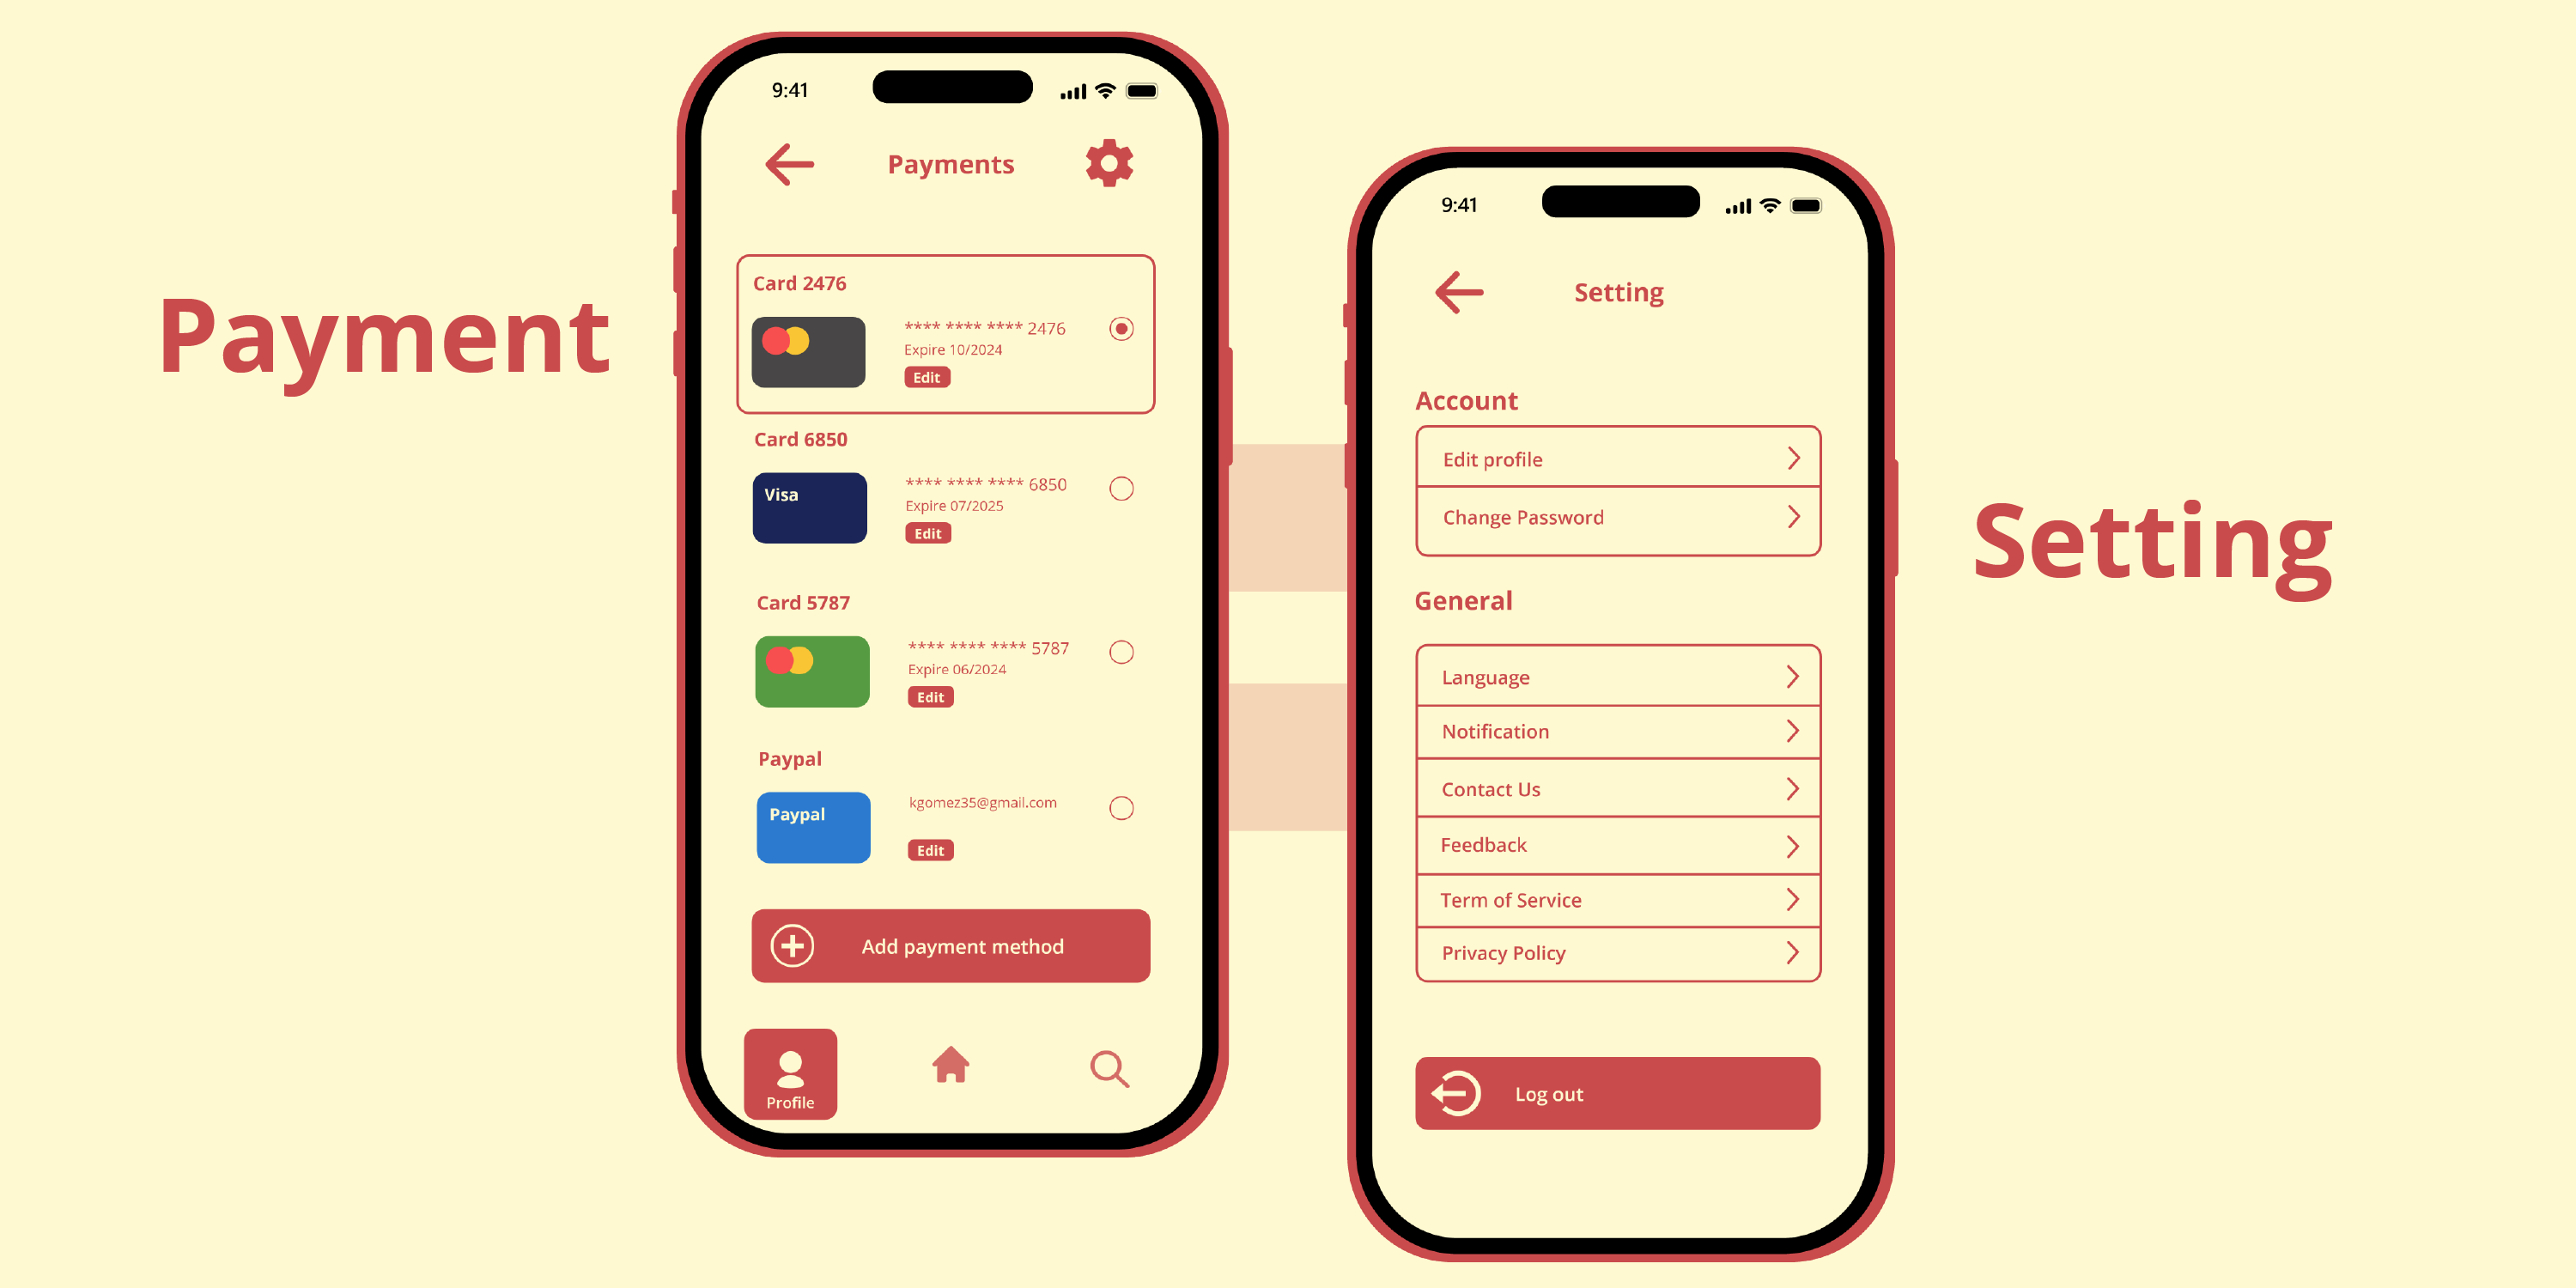 Payment
9:41
Payments
Card 2476
**** **** **** 2476
Expire 10/2024
Edit
Card 6850
Visa
**** **** **** 6850
Expire 07/2025
Edit
Card 5787
**** **** **** 5787
Expire 06/2024
Edit
Paypal
Paypal
kgomez35@gmail.com
Edit
Add payment method
Profile
9:41
Setting
Account
Edit profile
Change Password
General
Language
Notification
Contact Us
Feedback
Term of Service
Privacy Policy
Log out
Setting